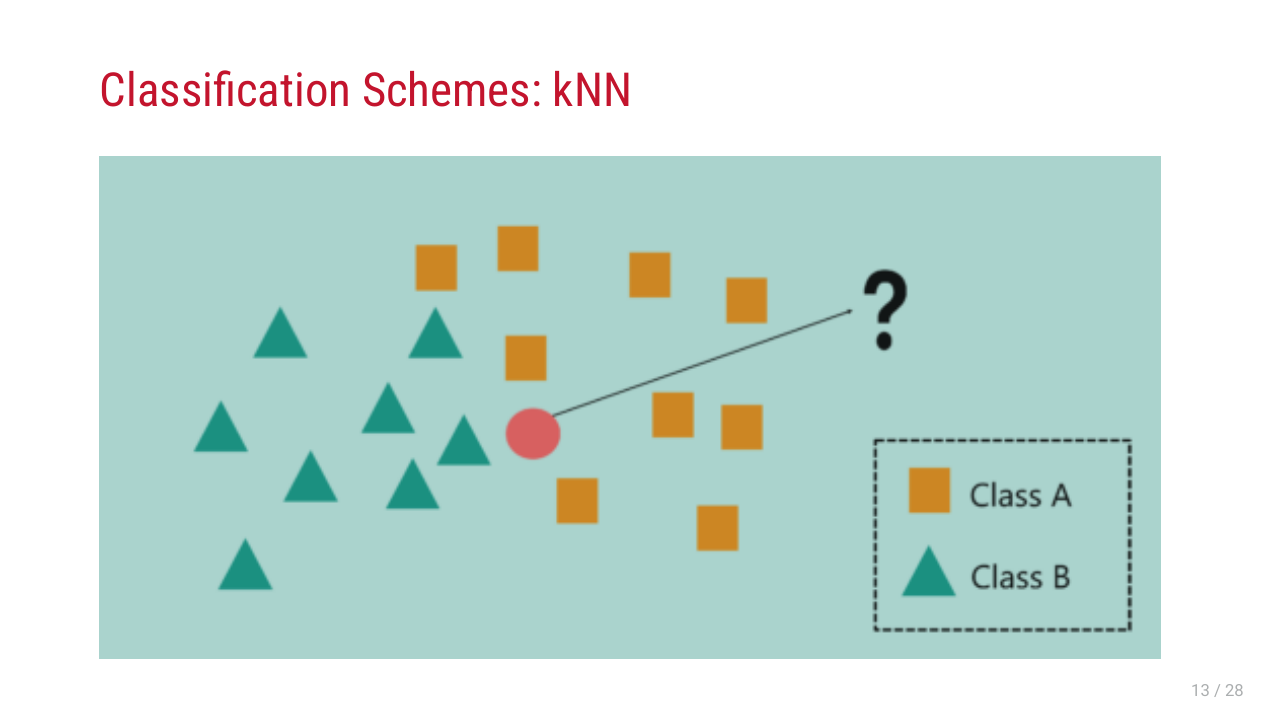 Classification Schemes: kNN
?
Class A
Class B
13 / 28